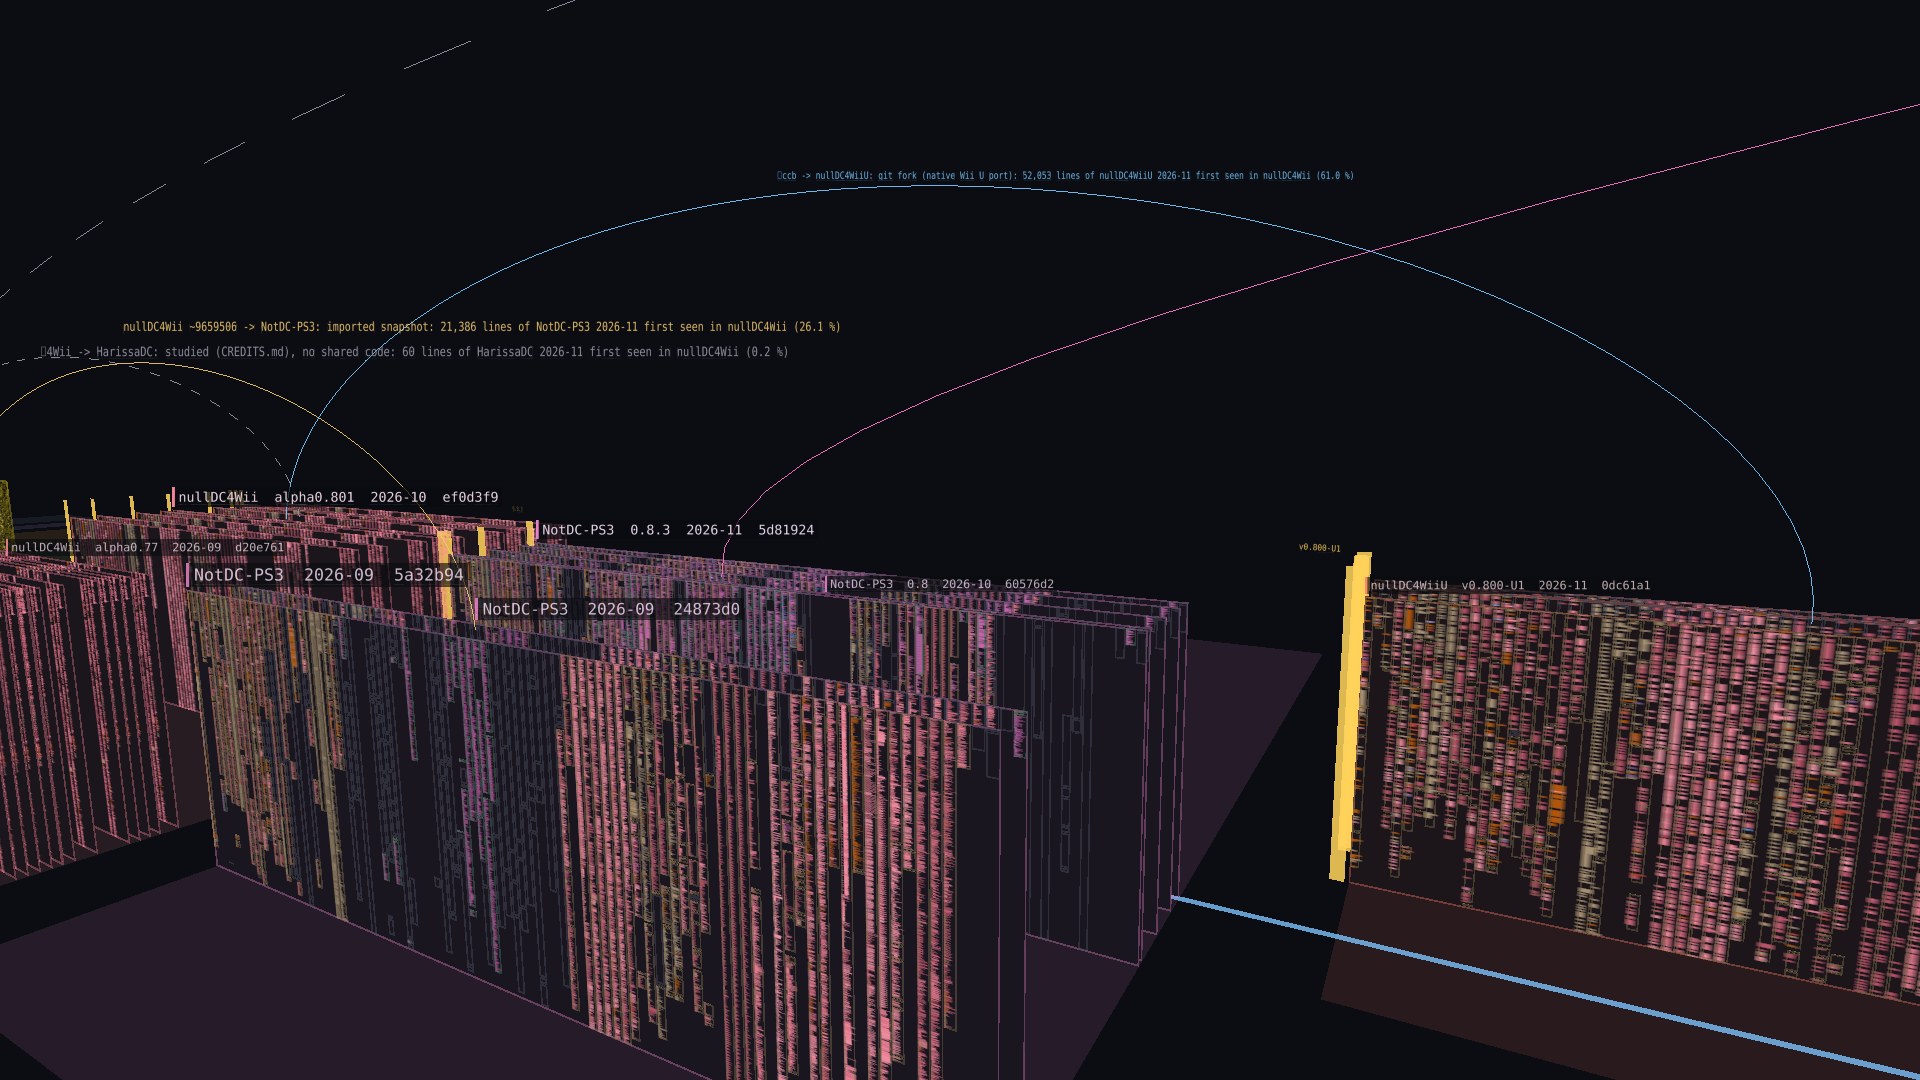 ccb -> nullDC4WiiU: git fork (native Wii U port): 52,053 lines of nullDC4WiiU 2026-11 first seen in nullDC4Wii (61.0 %)
nullDC4Wii ~9659506 -> NotDC-PS3: imported snapshot: 21,386 lines of NotDC-PS3 2026-11 first seen in nullDC4Wii (26.1 %)
4Wii -> HarissaDC: studied (CREDITS.md), no shared code: 60 lines of HarissaDC 2026-11 first seen in nullDC4Wii (0.2 %)
nullDC4Wii alpha0.801 2026-10 ef0d3f9
NotDC-PS3 0.8.3 2026-11 5d81924
nullDC4Wii alpha0.77 2026-09 d20e761
v0.800-U1
NotDC-PS3 2026-09 5a32b94
NotDC-PS3 0.8 2026-10 60576d2
nullDC4WiiU v0.800-U1 2026-11 0dc61a1
NotDC-PS3 2026-09 24873d0